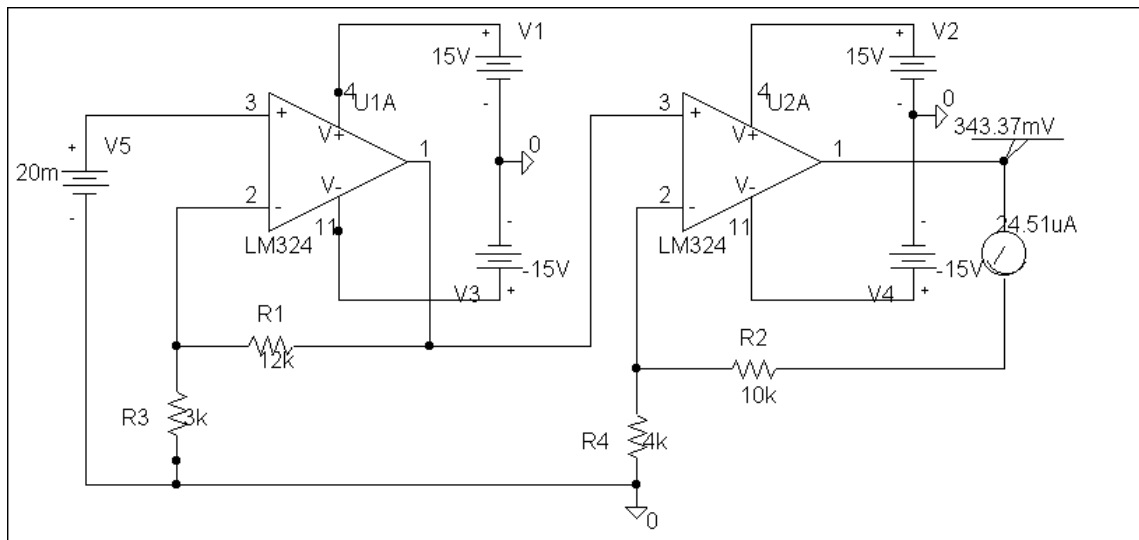 V1
V2
+
15V
-
4
U1A
3
+
V+
V-
1
2
-
11
LM324
0
+
V5
20m
-
-
-15V
+
V3
+
15V
-
4
U2A
0
343.37mV
3
+
V+
V-
1
2
-
11
LM324
-
24.51uA
-15V
+
V4
R1
12k
R2
10k
R3
3k
R4
4k
0